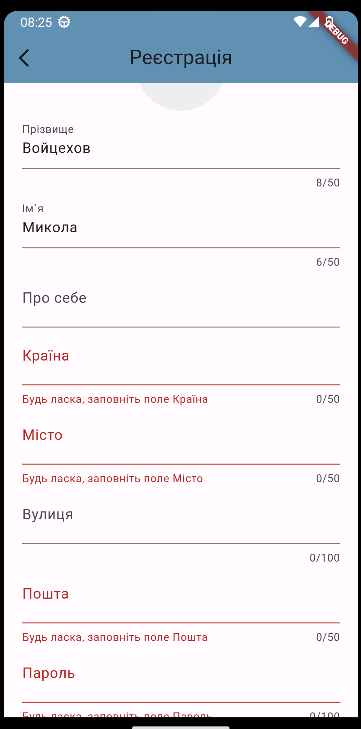 08:25
DEBUG
Реєстрація
Прізвище
Войцехов
8/50
Ім`я
Микола
6/50
Про себе
Країна
Будь ласка, заповніть поле Країна 0/50
Місто
Будь ласка, заповніть поле Місто 0/50
Вулиця
0/100
Пошта
Будь ласка, заповніть поле Пошта 0/50
Пароль
Будь ласка, заповніть поле Пароль 0/100